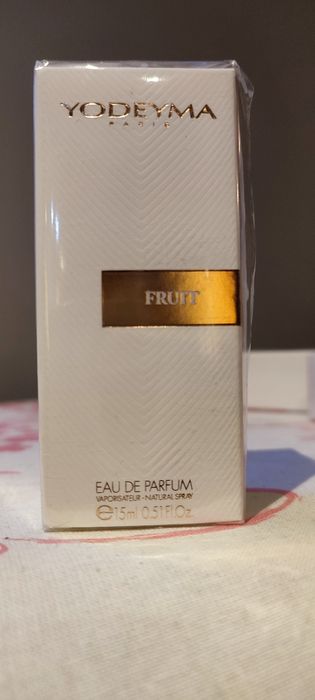 YODEYMA
PARIS
FRUIT
EAU DE PARFUM
VAPORISATEUR - NATURAL SPRAY
℮15ml 0.51Fl.Oz.